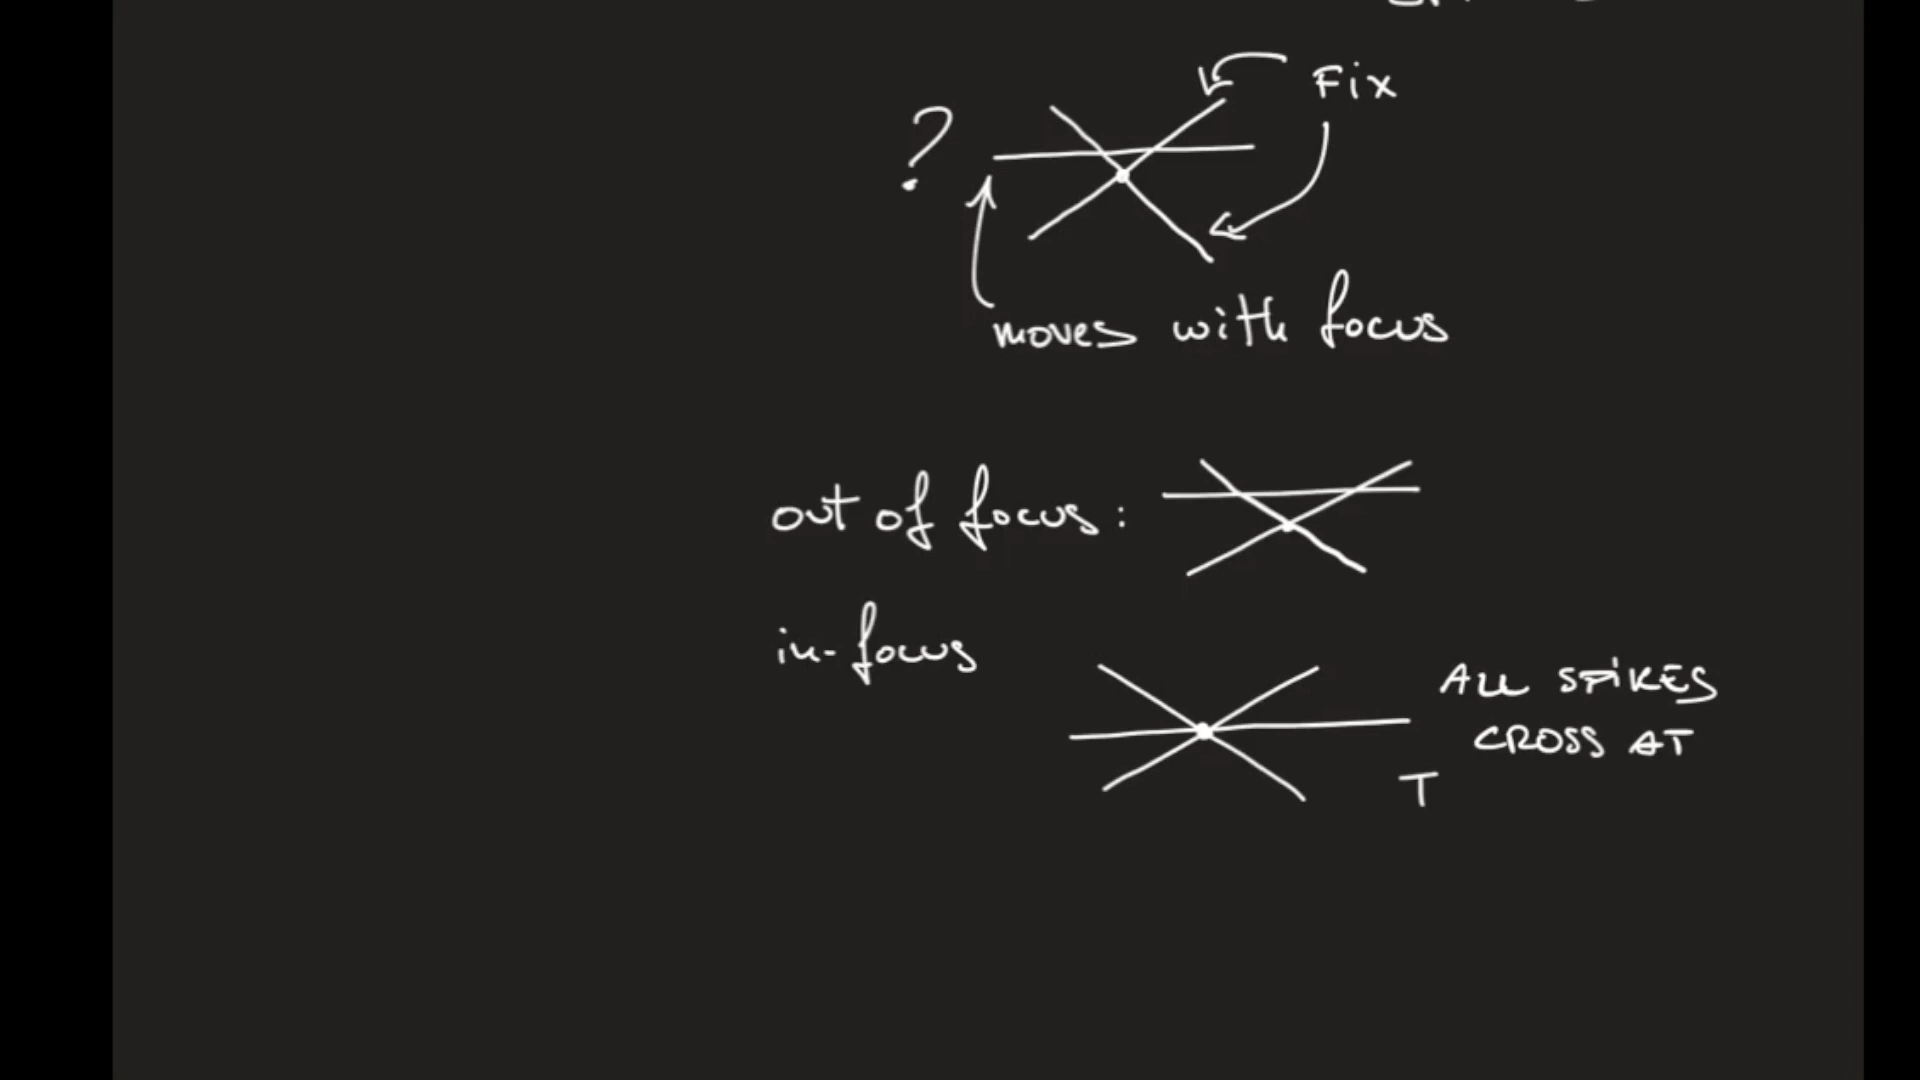 Fix
?
moves with focus
out of focus:
in-focus
ALL SPIKES
CROSS AT
T